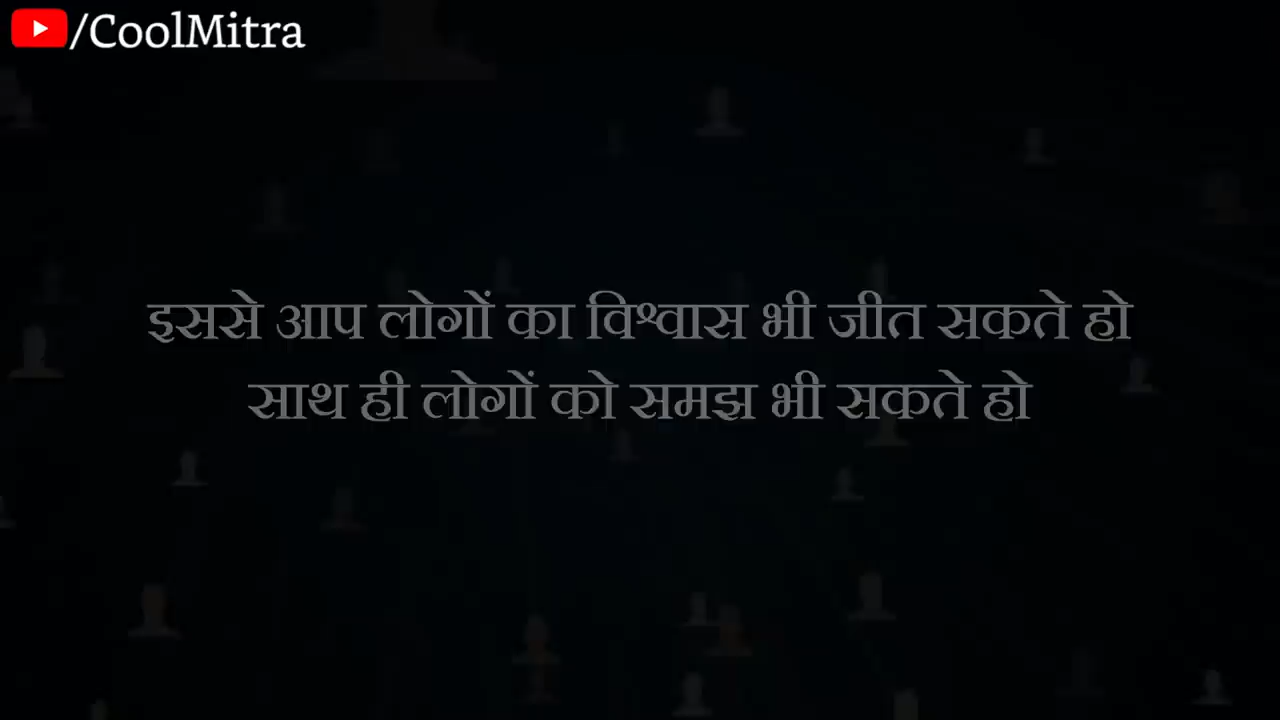 /CoolMitra
इससे आप लोगों का विश्वास भी जीत सकते हो
साथ ही लोगों को समझ भी सकते हो